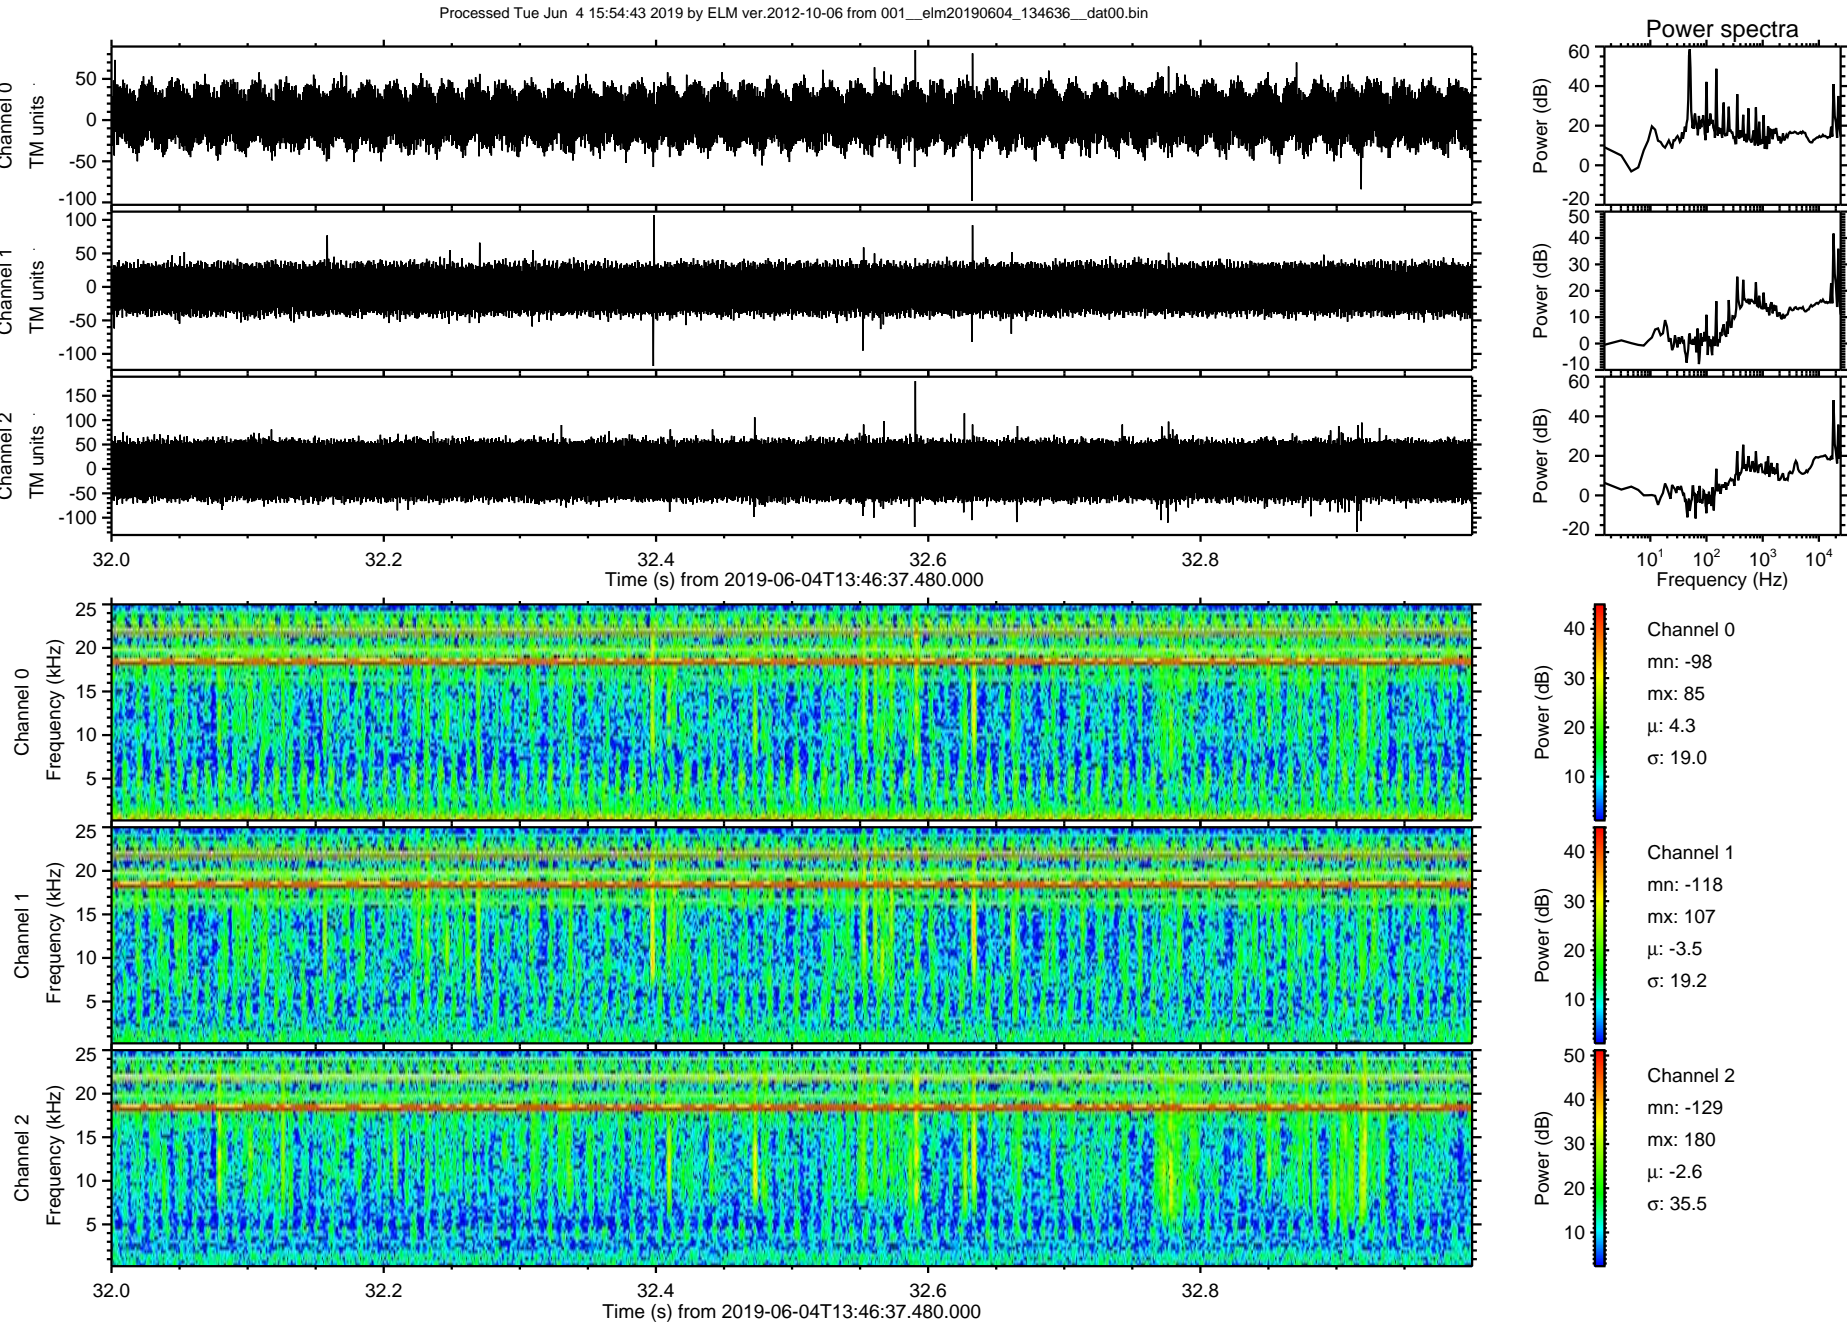 Processed Tue Jun  4 15:54:43 2019 by ELM ver.2012-10-06 from 001__elm20190604_134636__dat00.bin
Power spectra
Channel 0
TM units
50
0
-50
-100
Power (dB)
60
40
20
0
-20
Channel 1
TM units
100
50
0
-50
-100
Power (dB)
50
40
30
20
10
0
-10
Channel 2
TM units
150
100
50
0
-50
-100
Power (dB)
60
40
20
0
-20
32.0 32.2 32.4 32.6 32.8
Time (s) from 2019-06-04T13:46:37.480.000
10^1 10^2 10^3 10^4
Frequency (Hz)
Channel 0
Frequency (kHz)
25
20
15
10
5
Power (dB)
40
30
20
10
Channel 0
mn: -98
mx: 85
μ: 4.3
σ: 19.0
Channel 1
Frequency (kHz)
25
20
15
10
5
Power (dB)
40
30
20
10
Channel 1
mn: -118
mx: 107
μ: -3.5
σ: 19.2
Channel 2
Frequency (kHz)
25
20
15
10
5
Power (dB)
50
40
30
20
10
Channel 2
mn: -129
mx: 180
μ: -2.6
σ: 35.5
32.0 32.2 32.4 32.6 32.8
Time (s) from 2019-06-04T13:46:37.480.000